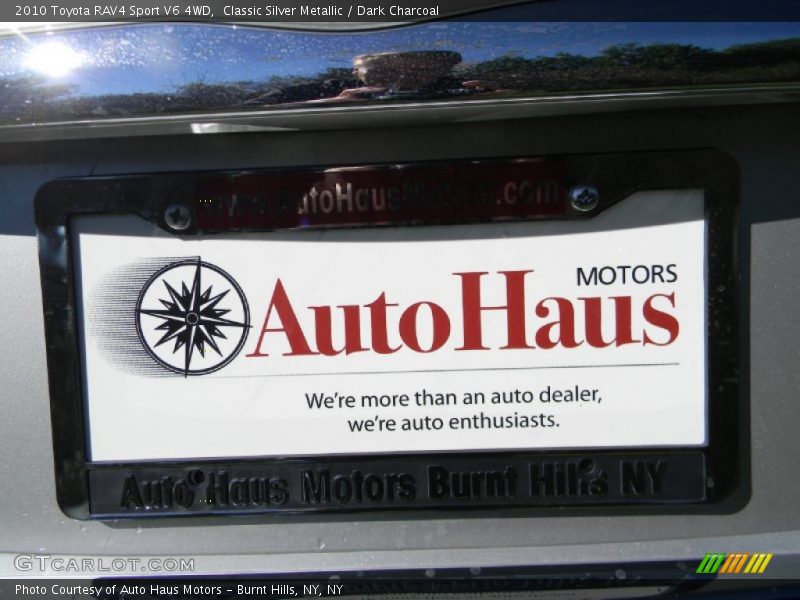 2010 Toyota RAV4 Sport V6 4WD,  Classic Silver Metallic / Dark Charcoal
www.AutoHausMotors.com
MOTORS
AutoHaus
We're more than an auto dealer,
we're auto enthusiasts.
Auto Haus Motors Burnt Hills NY
GTCARLOT.COM
Photo Courtesy of Auto Haus Motors – Burnt Hills, NY, NY